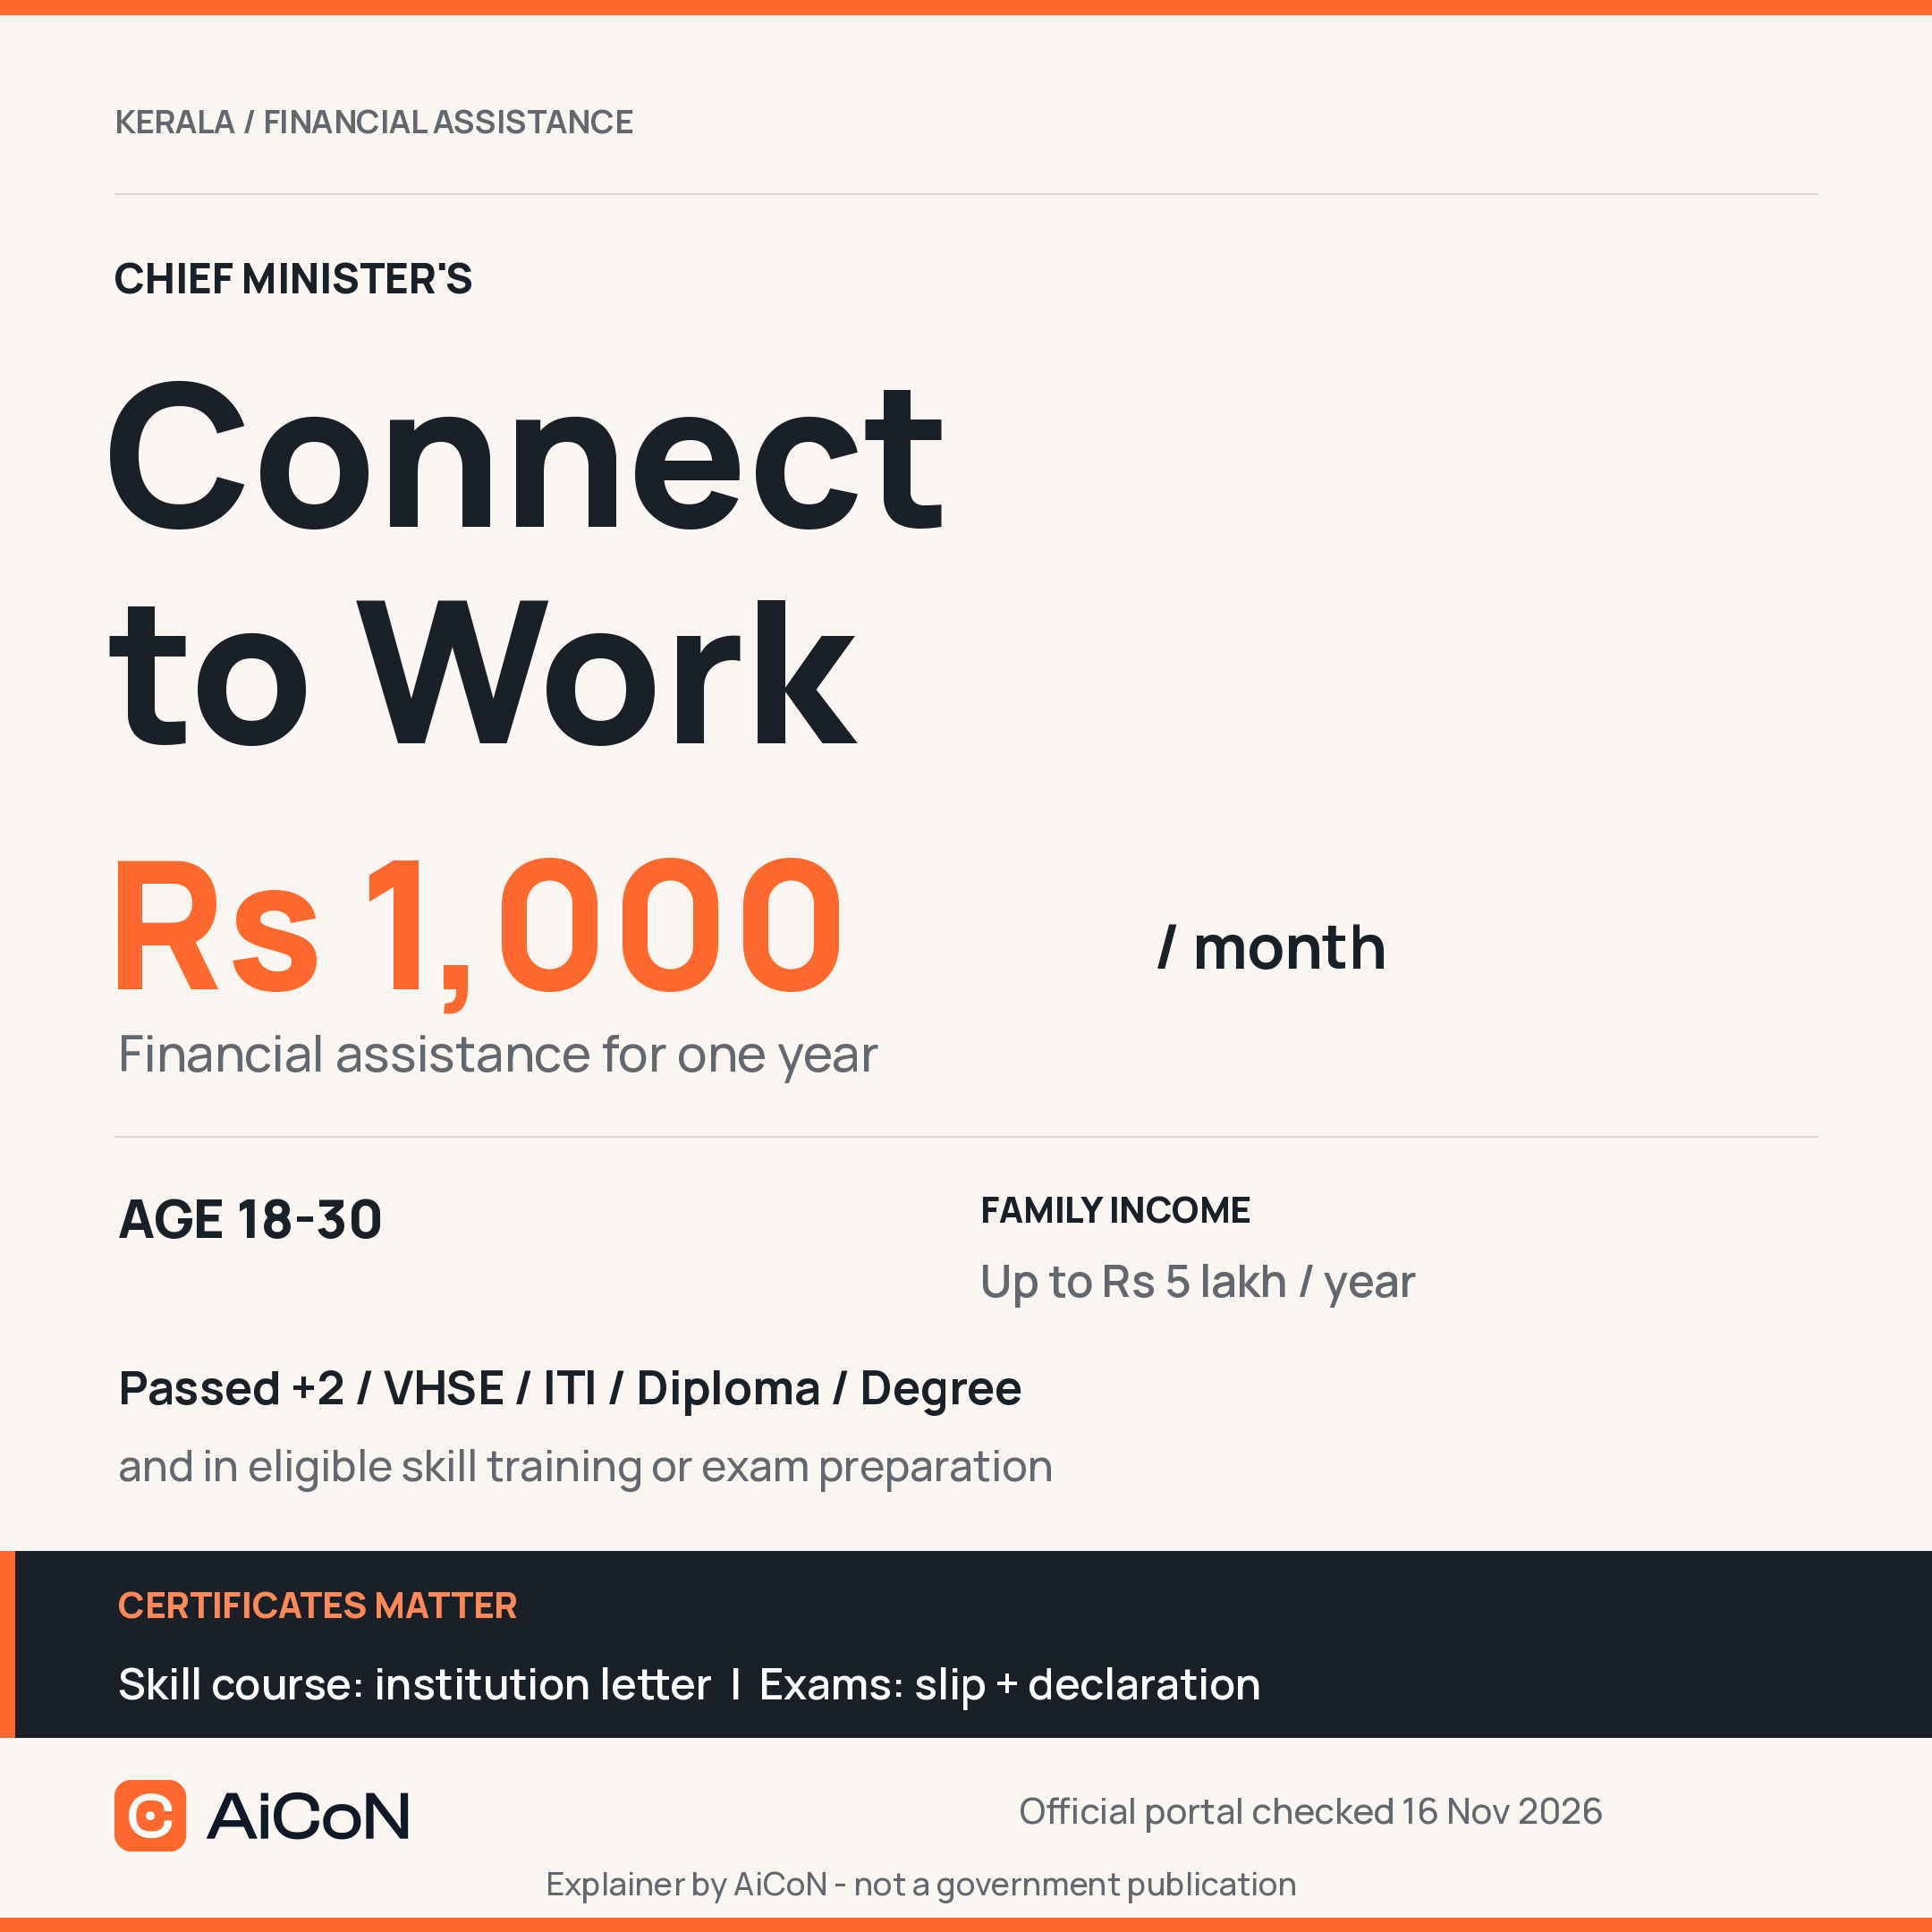 KERALA / FINANCIAL ASSISTANCE
CHIEF MINISTER'S
Connect
to Work
Rs 1,000 / month
Financial assistance for one year
AGE 18-30
FAMILY INCOME
Up to Rs 5 lakh / year
Passed +2 / VHSE / ITI / Diploma / Degree
and in eligible skill training or exam preparation
CERTIFICATES MATTER
Skill course: institution letter | Exams: slip + declaration
AiCoN
Official portal checked 16 Nov 2026
Explainer by AiCoN - not a government publication